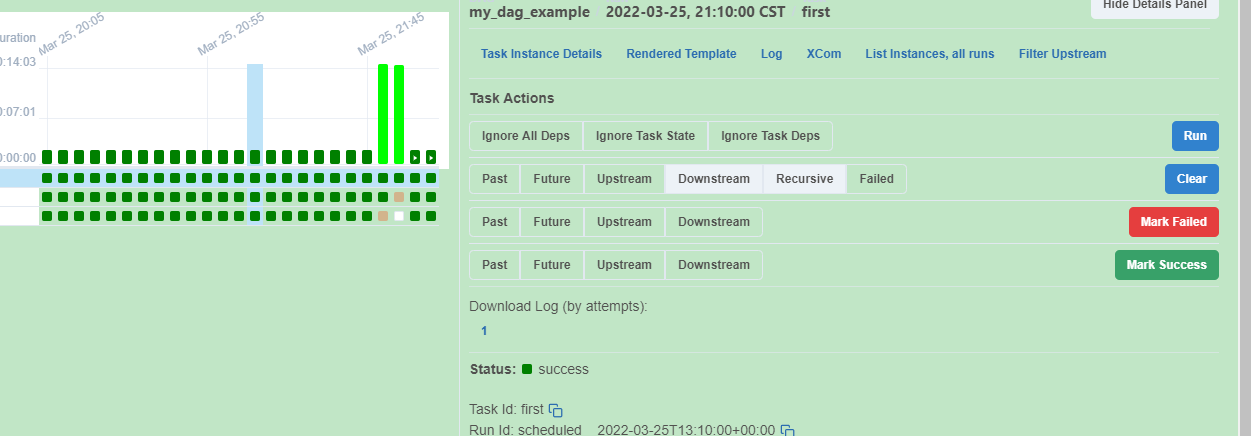 Hide Details Panel
my_dag_example 2022-03-25, 21:10:00 CST first
Mar 25, 20:05 Mar 25, 20:55 Mar 25, 21:45
uration
0:14:03
0:07:01
0:00:00
Task Instance Details Rendered Template Log XCom List Instances, all runs Filter Upstream
Task Actions
Ignore All Deps Ignore Task State Ignore Task Deps Run
Past Future Upstream Downstream Recursive Failed Clear
Past Future Upstream Downstream Mark Failed
Past Future Upstream Downstream Mark Success
Download Log (by attempts):
1
Status: success
Task Id: first
Run Id: scheduled__2022-03-25T13:10:00+00:00